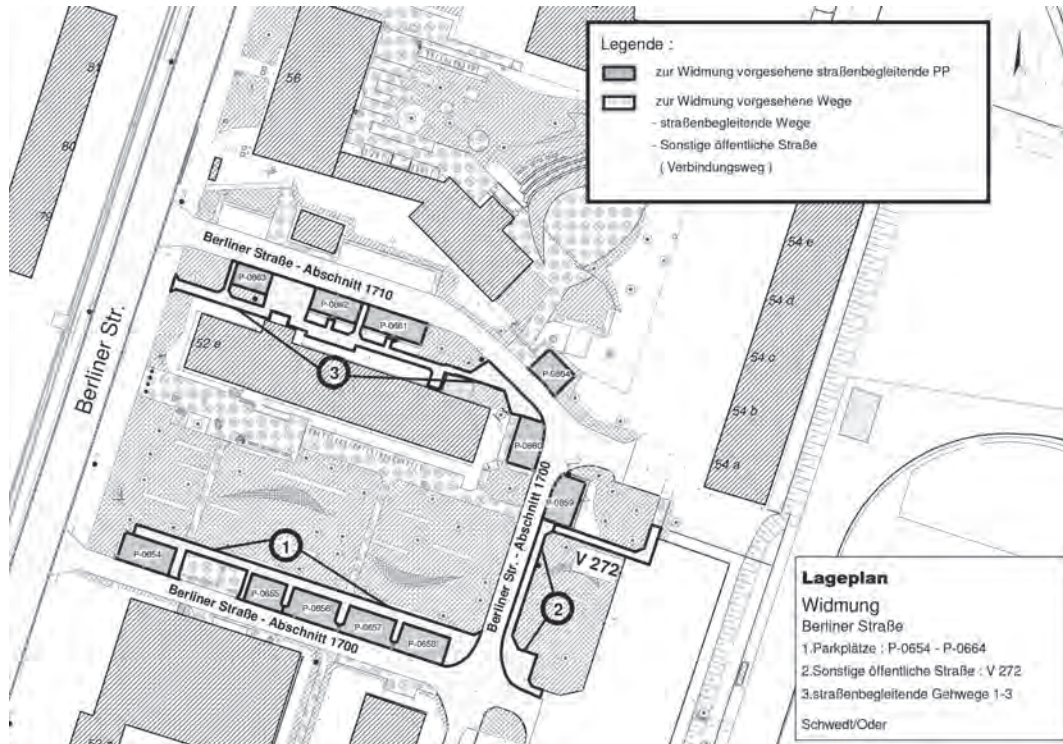 Legende :
zur Widmung vorgesehene straßenbegleitende PP
zur Widmung vorgesehene Wege
- straßenbegleitende Wege
- Sonstige öffentliche Straße
( Verbindungsweg )
81
80
79
56
54 e
54 d
54 c
54 b
54 a
52 e
Berliner Str.
Berliner Straße - Abschnitt 1710
P-0663
P-0662
P-0661
P-0664
P-0660
P-0659
3
Berliner Str. - Abschnitt 1700
V 272
1
2
P-0654
P-0655
P-0656
P-0657
P-0658
Berliner Straße - Abschnitt 1700
Lageplan
Widmung
Berliner Straße
1.Parkplätze : P-0654 - P-0664
2.Sonstige öffentliche Straße : V 272
3.straßenbegleitende Gehwege 1-3
Schwedt/Oder